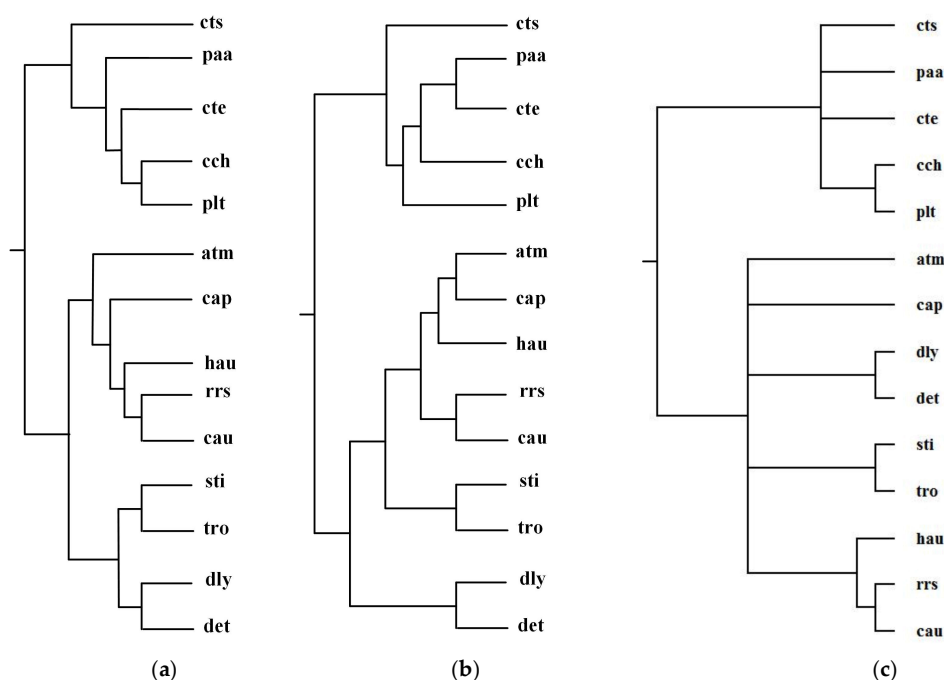 cts
paa
cte
cch
plt
atm
cap
hau
rrs
cau
sti
tro
dly
det
(a)
cts
paa
cte
cch
plt
atm
cap
hau
rrs
cau
sti
tro
dly
det
(b)
cts
paa
cte
cch
plt
atm
cap
dly
det
sti
tro
hau
rrs
cau
(c)